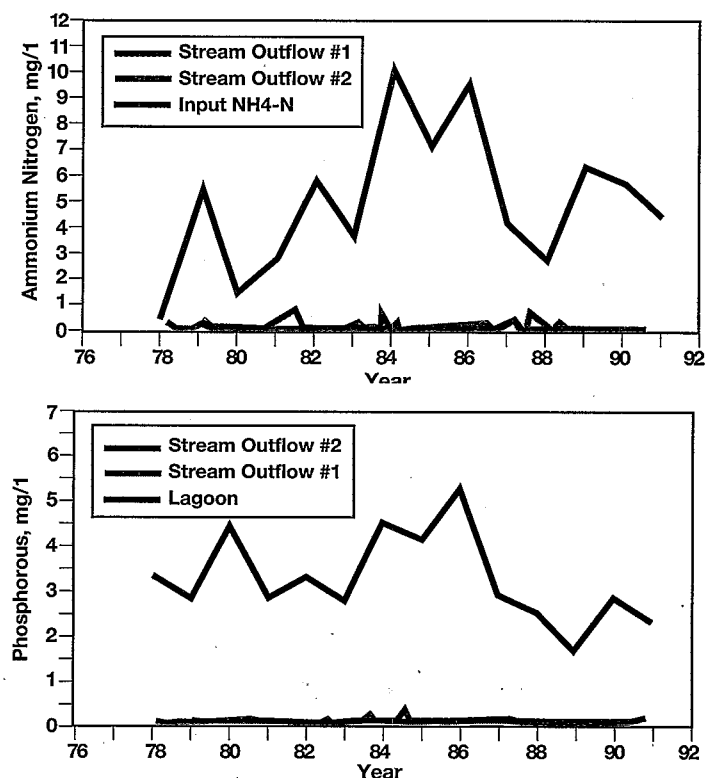 12
11
10
9
8
7
6
5
4
3
2
1
0
Ammonium Nitrogen, mg/1
Stream Outflow #1
Stream Outflow #2
Input NH4-N
76 78 80 82 84 86 88 90 92
Year
7
6
5
4
3
2
1
0
Phosphorous, mg/1
Stream Outflow #2
Stream Outflow #1
Lagoon
76 78 80 82 84 86 88 90 92
Year